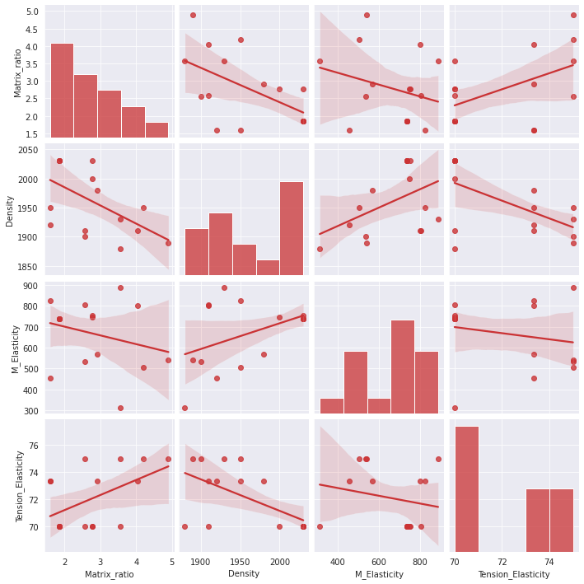 5.0
4.5
4.0
3.5
3.0
2.5
2.0
1.5
Matrix_ratio
2050
2000
1950
1900
1850
Density
900
800
700
600
500
400
300
M_Elasticity
76
74
72
70
Tension_Elasticity
2 3 4 5
1900 1950 2000
400 600 800
70 72 74
Matrix_ratio Density M_Elasticity Tension_Elasticity